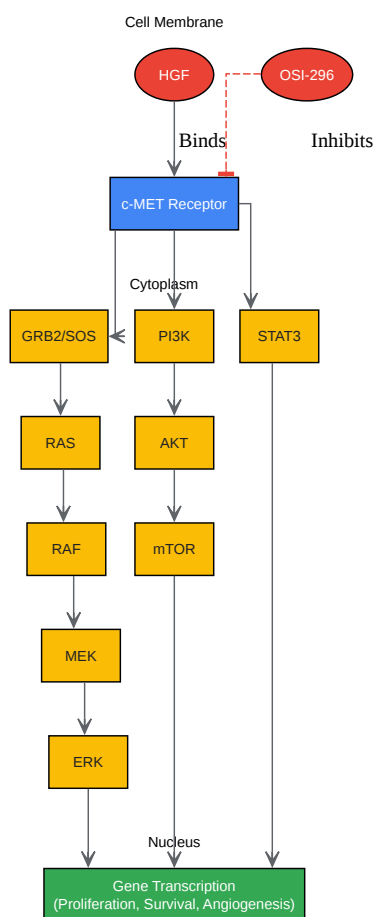 Cell Membrane
HGF
OSI-296
Binds
Inhibits
c-MET Receptor
Cytoplasm
GRB2/SOS
PI3K
STAT3
RAS
AKT
RAF
mTOR
MEK
ERK
Nucleus
Gene Transcription
(Proliferation, Survival, Angiogenesis)